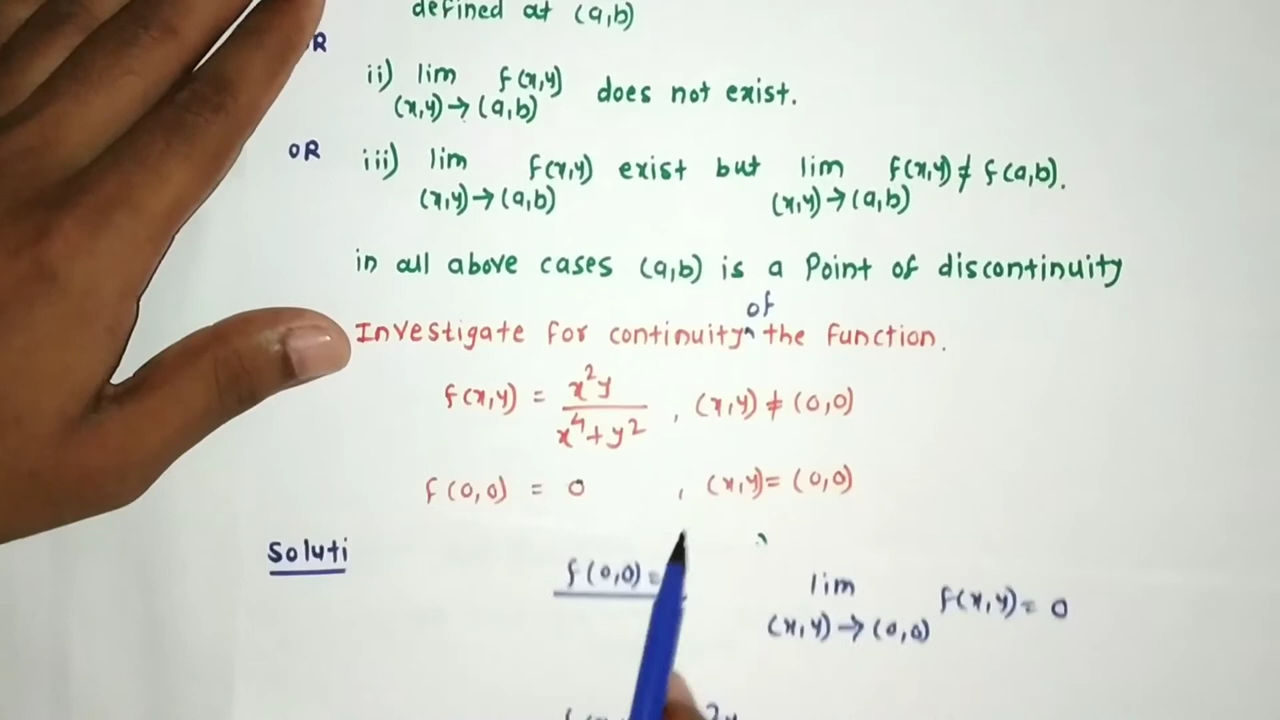 defined at (a,b)
OR
ii) lim f(x,y) does not exist.
(x,y)→(a,b)
OR iii) lim f(x,y) exist but lim f(x,y) ≠ f(a,b).
(x,y)→(a,b) (x,y)→(a,b)
in all above cases (a,b) is a Point of discontinuity
of
Investigate for continuity^ the function.
f(x,y) = x²y / x⁴+y² , (x,y) ≠ (0,0)
f(0,0) = 0 , (x,y)= (0,0)
Soluti
f(0,0) =
lim f(x,y) = 0
(x,y)→(0,0)